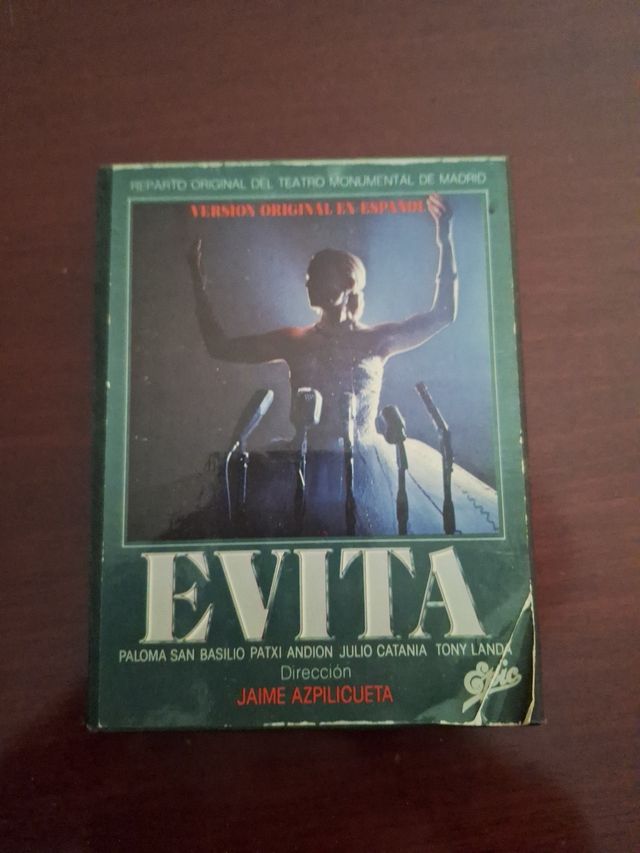 REPARTO ORIGINAL DEL TEATRO MONUMENTAL DE MADRID
VERSION ORIGINAL EN ESPAÑOL
EVITA
PALOMA SAN BASILIO PATXI ANDION JULIO CATANIA TONY LANDA
Dirección
JAIME AZPILICUETA
Epic